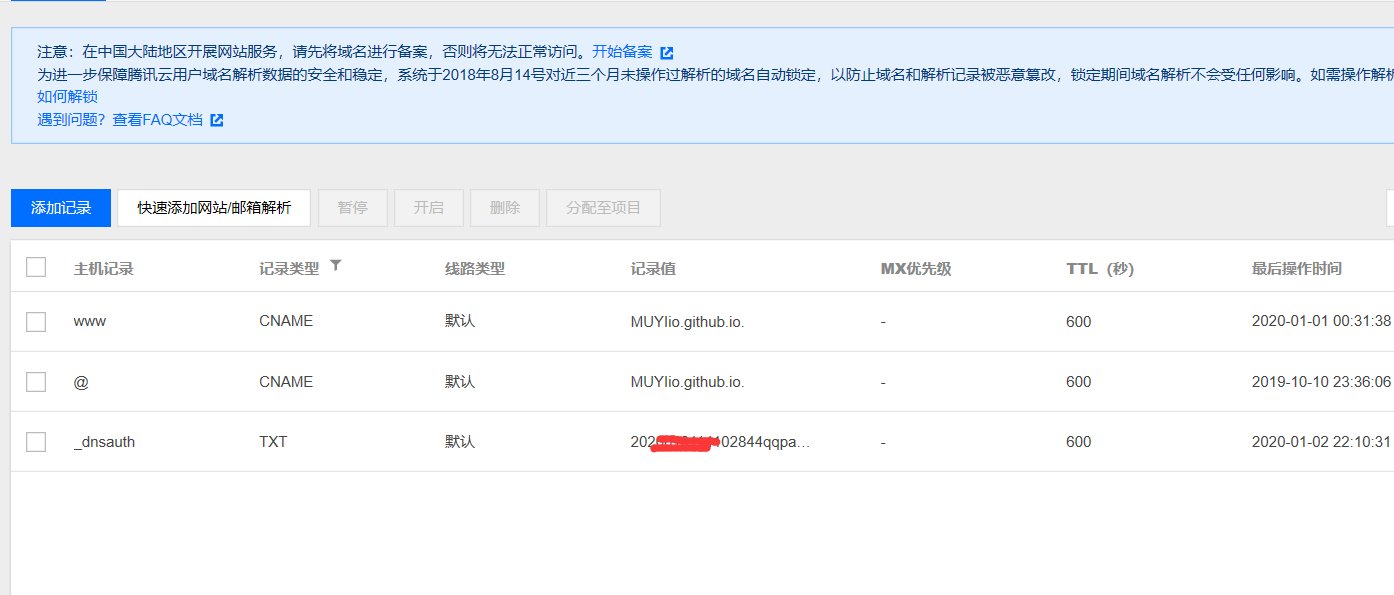 注意：在中国大陆地区开展网站服务，请先将域名进行备案，否则将无法正常访问。开始备案
为进一步保障腾讯云用户域名解析数据的安全和稳定，系统于2018年8月14号对近三个月未操作过解析的域名自动锁定，以防止域名和解析记录被恶意篡改，锁定期间域名解析不会受任何影响。如需操作解析
如何解锁
遇到问题？查看FAQ文档
添加记录 快速添加网站/邮箱解析 暂停 开启 删除 分配至项目
主机记录 记录类型 线路类型 记录值 MX优先级 TTL（秒） 最后操作时间
www CNAME 默认 MUYIio.github.io. - 600 2020-01-01 00:31:38
@ CNAME 默认 MUYIio.github.io. - 600 2019-10-10 23:36:06
_dnsauth TXT 默认 202 02844qqpa... - 600 2020-01-02 22:10:31